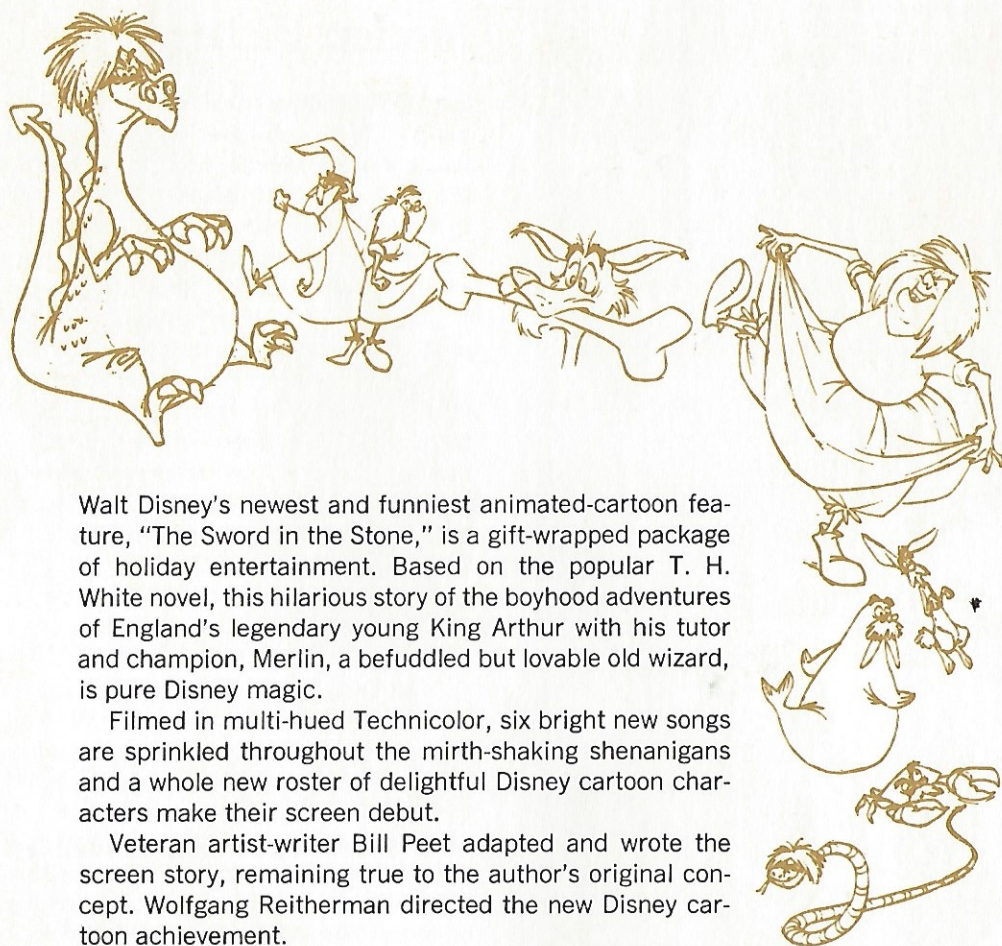 Walt Disney's newest and funniest animated-cartoon fea-
ture, "The Sword in the Stone," is a gift-wrapped package
of holiday entertainment. Based on the popular T. H.
White novel, this hilarious story of the boyhood adventures
of England's legendary young King Arthur with his tutor
and champion, Merlin, a befuddled but lovable old wizard,
is pure Disney magic.
Filmed in multi-hued Technicolor, six bright new songs
are sprinkled throughout the mirth-shaking shenanigans
and a whole new roster of delightful Disney cartoon char-
acters make their screen debut.
Veteran artist-writer Bill Peet adapted and wrote the
screen story, remaining true to the author's original con-
cept. Wolfgang Reitherman directed the new Disney car-
toon achievement.